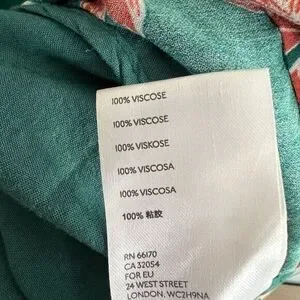 100% VISCOSE
100% VISCOSE
100% VISKOSE
100% VISCOSA
100% VISCOSA
100% 粘胶
RN 66170
CA 32054
FOR EU
24 WEST STREET
LONDON, WC2H9NA